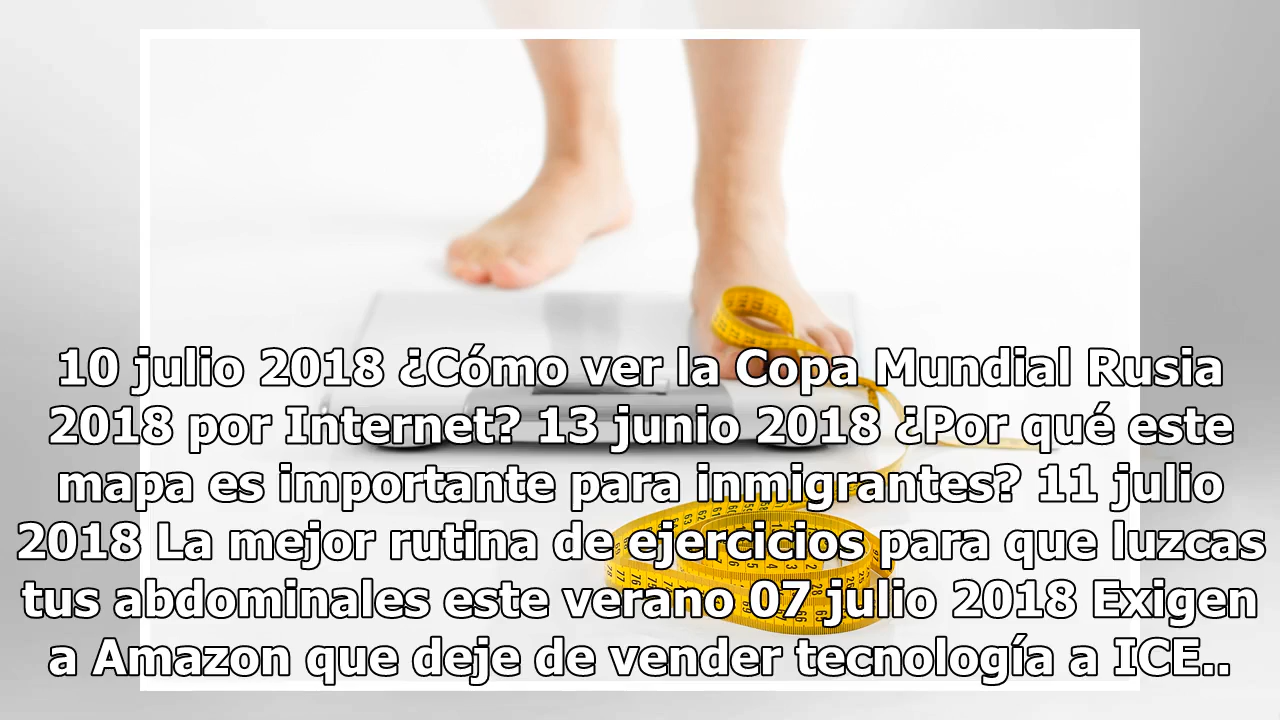 10 julio 2018 ¿Cómo ver la Copa Mundial Rusia
2018 por Internet? 13 junio 2018 ¿Por qué este
mapa es importante para inmigrantes? 11 julio
2018 La mejor rutina de ejercicios para que luzcas
tus abdominales este verano 07 julio 2018 Exigen
a Amazon que deje de vender tecnología a ICE..